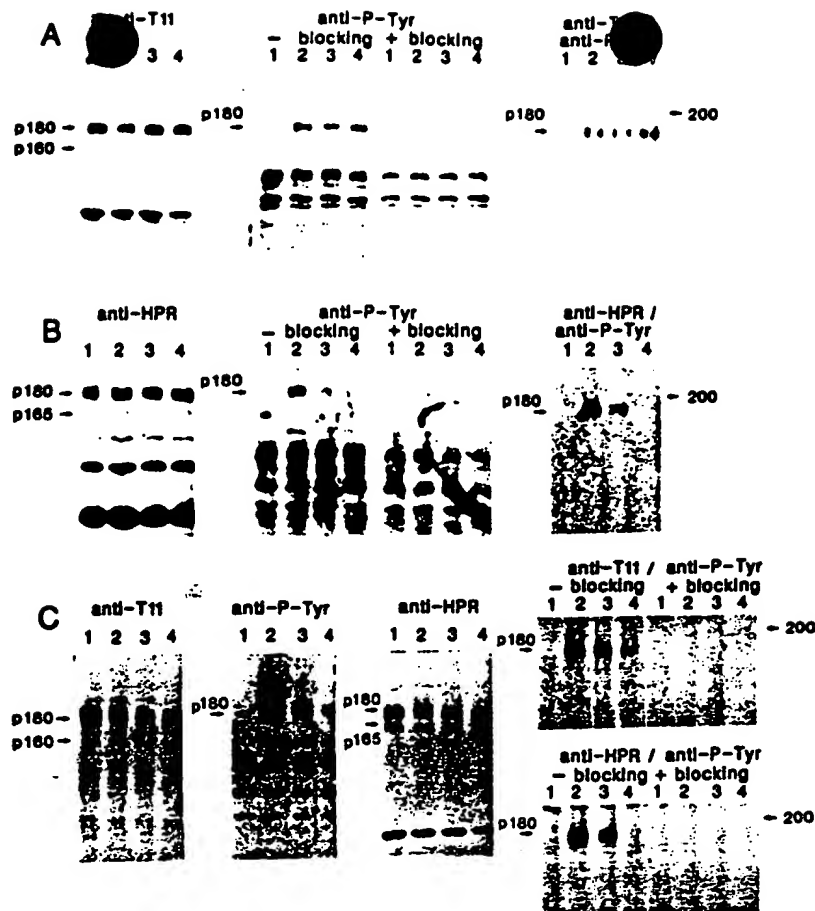 A
anti-T11
3 4
p180
p160
anti-P-Tyr
− blocking + blocking
1 2 3 4 1 2 3 4
p180
1 2
p180
200
B
anti-HPR
1 2 3 4
p180
p165
anti-P-Tyr
− blocking + blocking
1 2 3 4 1 2 3 4
p180
anti-HPR /
anti-P-Tyr
1 2 3 4
p180
200
C
anti-T11
1 2 3 4
p180
p160
anti-P-Tyr
1 2 3 4
p180
anti-HPR
1 2 3 4
p180
p165
anti-T11 / anti-P-Tyr
− blocking + blocking
1 2 3 4 1 2 3 4
p180
200
anti-HPR / anti-P-Tyr
− blocking + blocking
1 2 3 4 1 2 3 4
p180
200